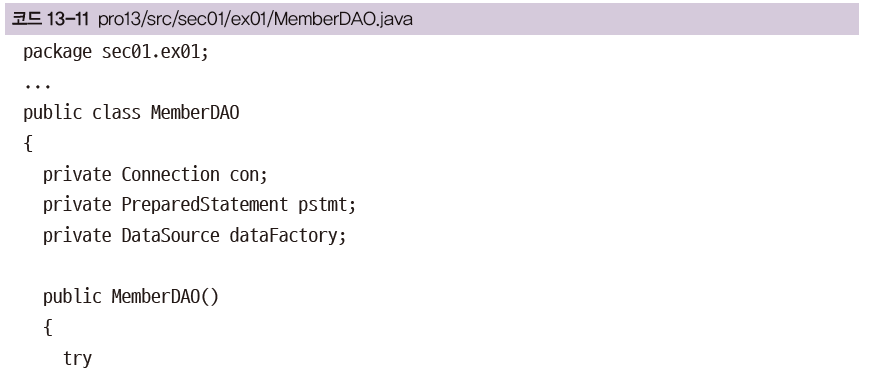 코드 13-11 pro13/src/sec01/ex01/MemberDAO.java
package sec01.ex01;
...
public class MemberDAO
{
  private Connection con;
  private PreparedStatement pstmt;
  private DataSource dataFactory;

  public MemberDAO()
  {
    try